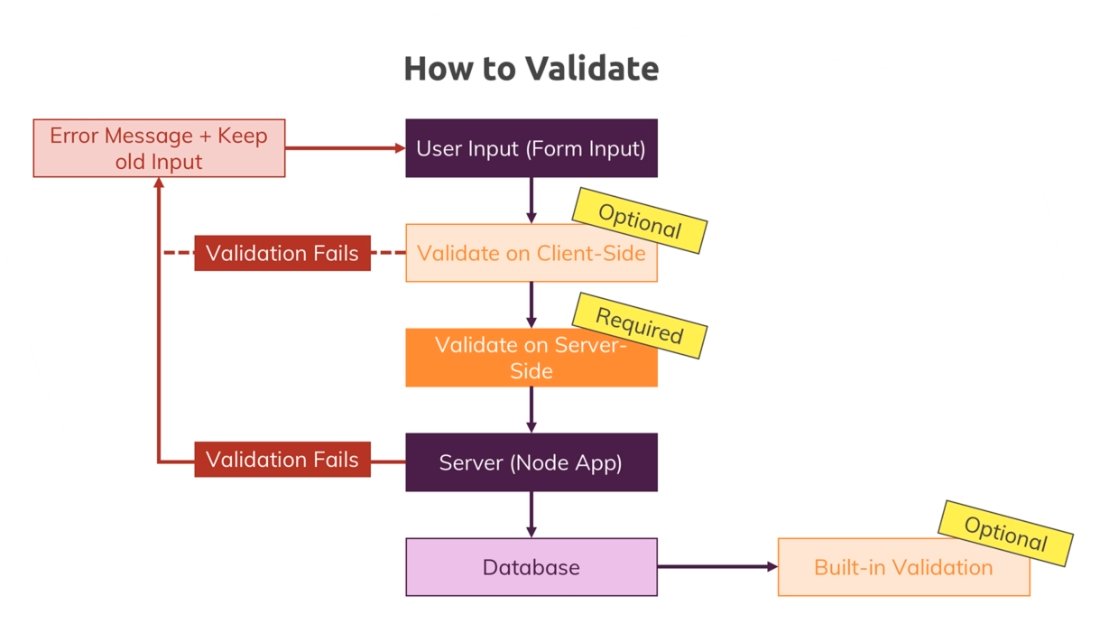 How to Validate
Error Message + Keep
old Input
User Input (Form Input)
Optional
Validation Fails
Validate on Client-Side
Required
Validate on Server-
Side
Validation Fails
Server (Node App)
Optional
Database
Built-in Validation